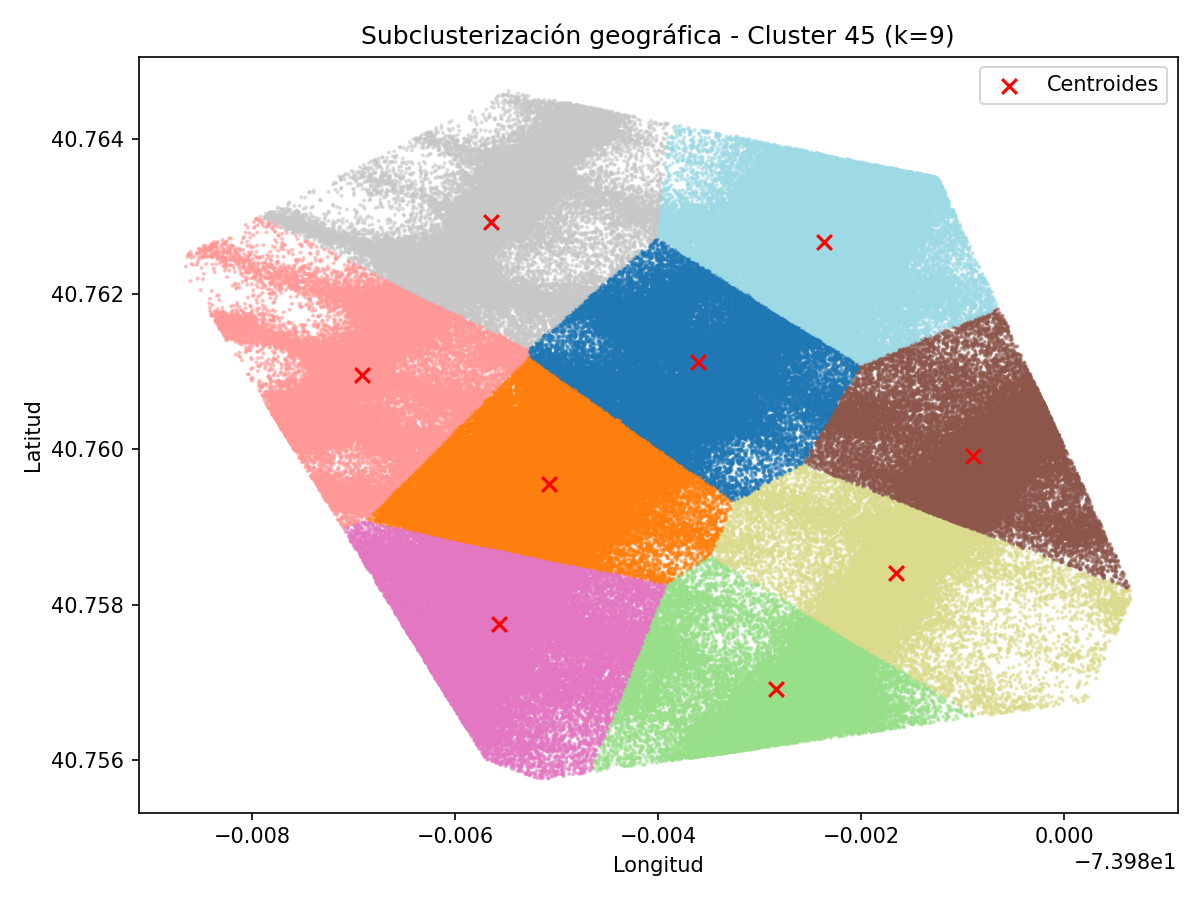 Subclusterización geográfica - Cluster 45 (k=9)
Centroides
40.764
40.762
40.760
40.758
40.756
Latitud
−0.008
−0.006
−0.004
−0.002
0.000
−7.398e1
Longitud